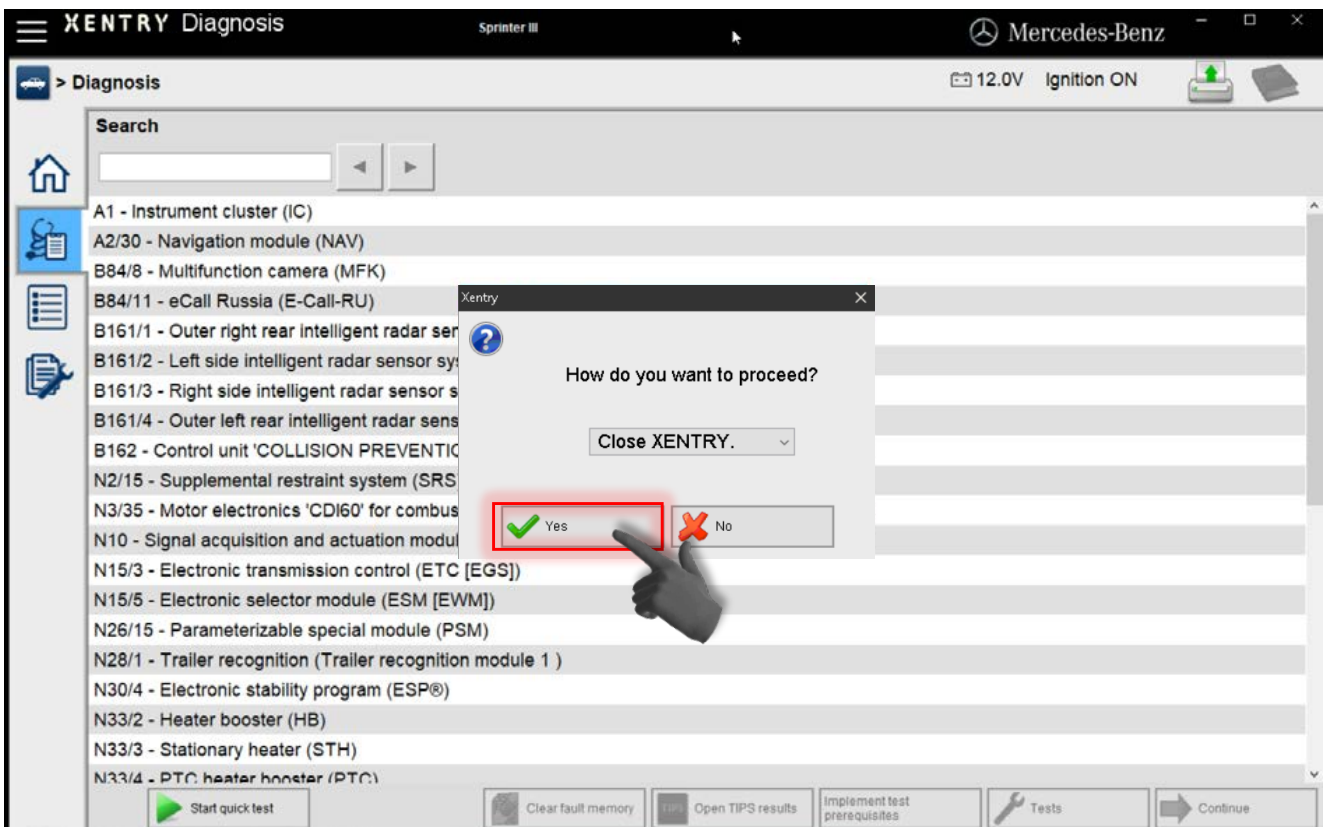 XENTRY Diagnosis
Sprinter III
Mercedes-Benz
> Diagnosis
12.0V
Ignition ON
Search
A1 - Instrument cluster (IC)
A2/30 - Navigation module (NAV)
B84/8 - Multifunction camera (MFK)
B84/11 - eCall Russia (E-Call-RU)
B161/1 - Outer right rear intelligent radar ser
B161/2 - Left side intelligent radar sensor sy
B161/3 - Right side intelligent radar sensor s
B161/4 - Outer left rear intelligent radar sens
B162 - Control unit 'COLLISION PREVENTIC
N2/15 - Supplemental restraint system (SRS
N3/35 - Motor electronics 'CDI60' for combus
N10 - Signal acquisition and actuation modul
N15/3 - Electronic transmission control (ETC [EGS])
N15/5 - Electronic selector module (ESM [EWM])
N26/15 - Parameterizable special module (PSM)
N28/1 - Trailer recognition (Trailer recognition module 1 )
N30/4 - Electronic stability program (ESP®)
N33/2 - Heater booster (HB)
N33/3 - Stationary heater (STH)
N33/4 - PTC heater booster (PTC)
Xentry
How do you want to proceed?
Close XENTRY.
Yes
No
Start quick test
Clear fault memory
TIPS
Open TIPS results
Implement test
prerequisites
Tests
Continue